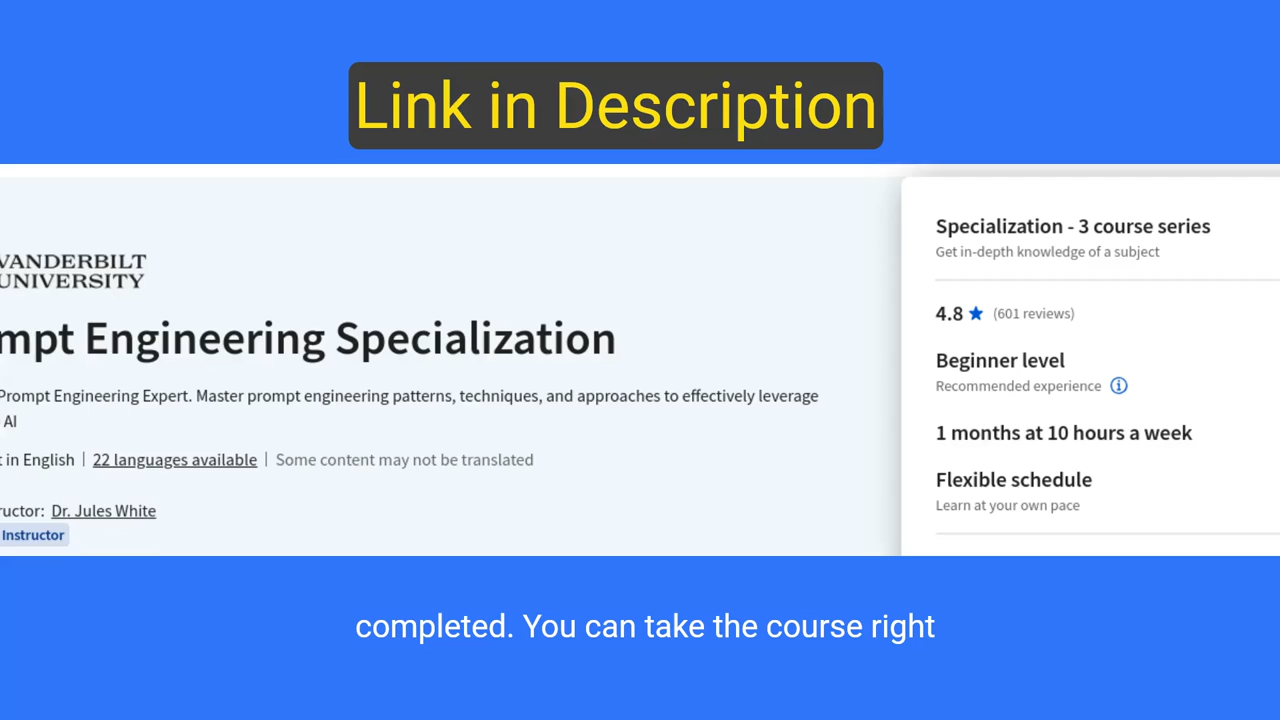 Link in Description
VANDERBILT
UNIVERSITY
mpt Engineering Specialization
Prompt Engineering Expert. Master prompt engineering patterns, techniques, and approaches to effectively leverage
AI
t in English | 22 languages available | Some content may not be translated
ructor: Dr. Jules White
Instructor
Specialization - 3 course series
Get in-depth knowledge of a subject
4.8 ★ (601 reviews)
Beginner level
Recommended experience
1 months at 10 hours a week
Flexible schedule
Learn at your own pace
completed. You can take the course right